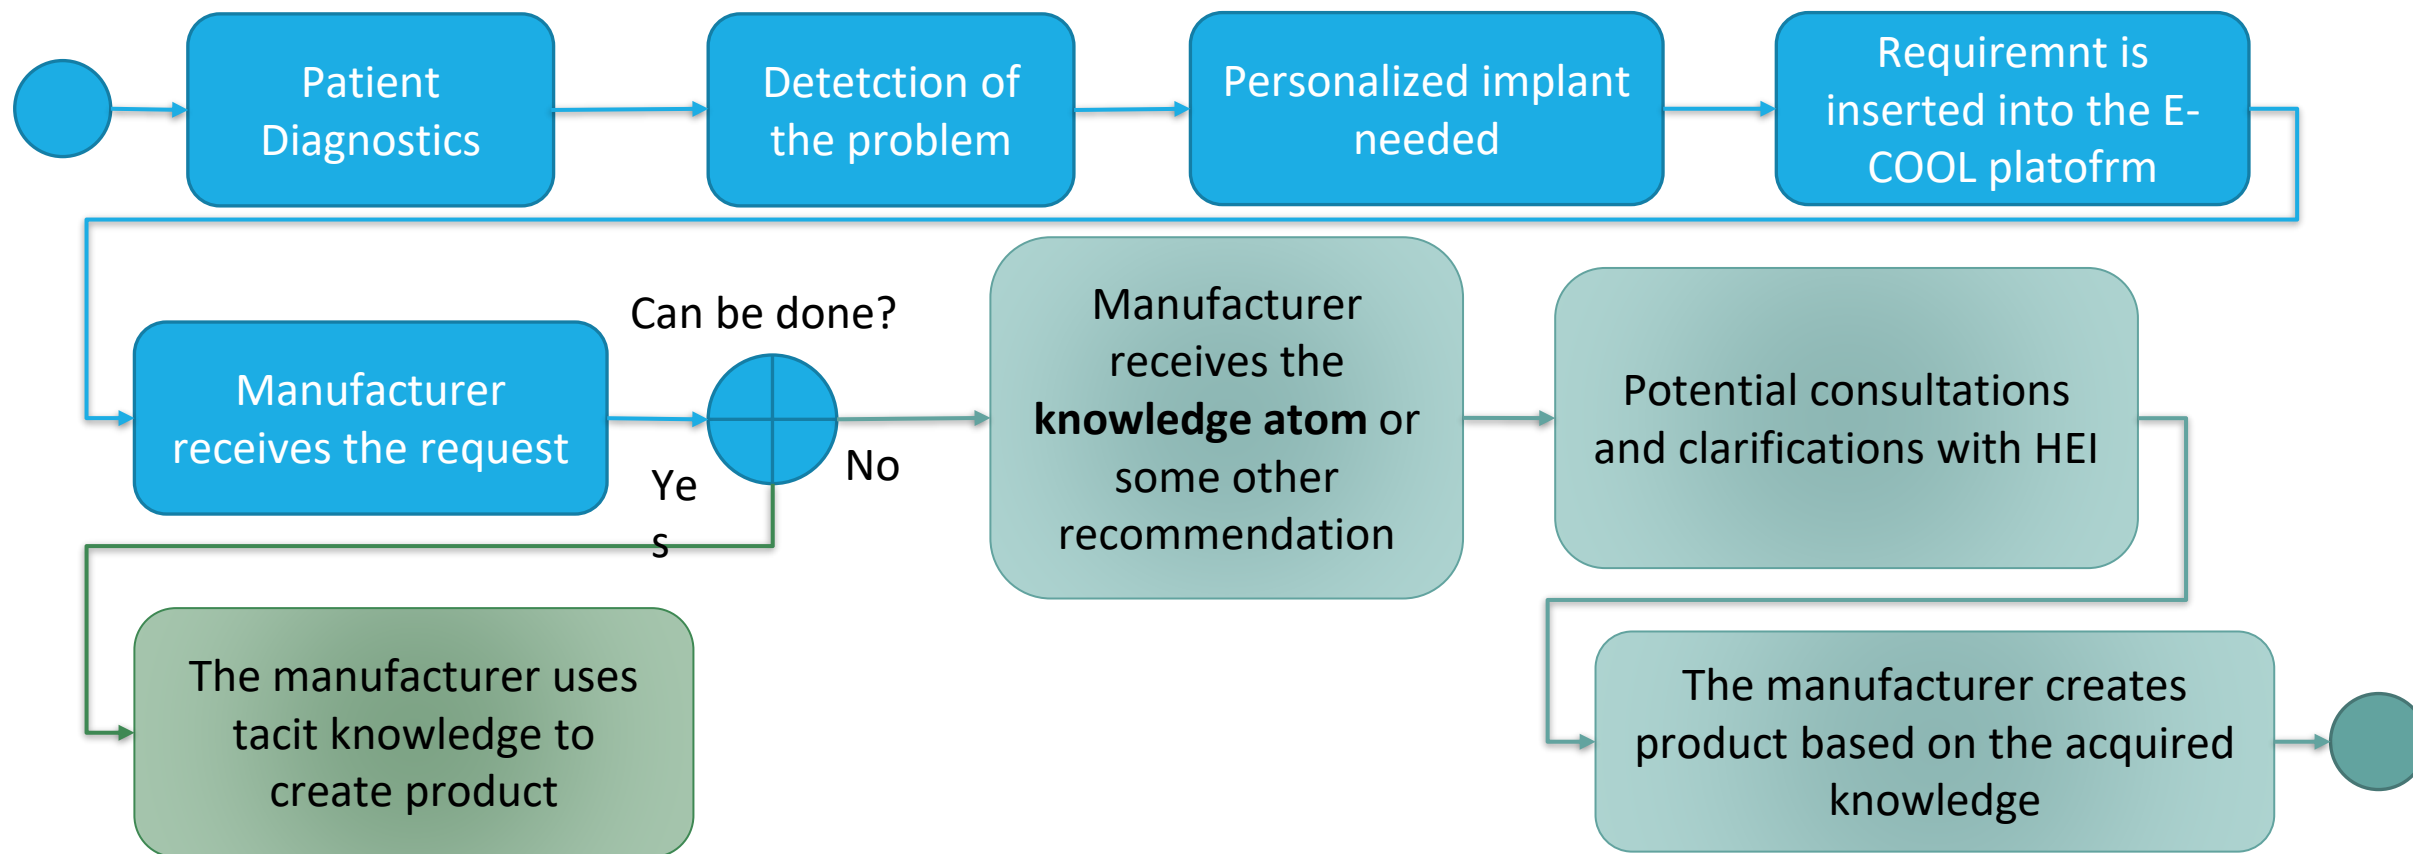 Patient
Diagnostics
Detetction of
the problem
Personalized implant
needed
Requiremnt is
inserted into the E-
COOL platofrm
Manufacturer
receives the request
Can be done?
Ye
s
No
Manufacturer
receives the
knowledge atom or
some other
recommendation
Potential consultations
and clarifications with HEI
The manufacturer uses
tacit knowledge to
create product
The manufacturer creates
product based on the acquired
knowledge